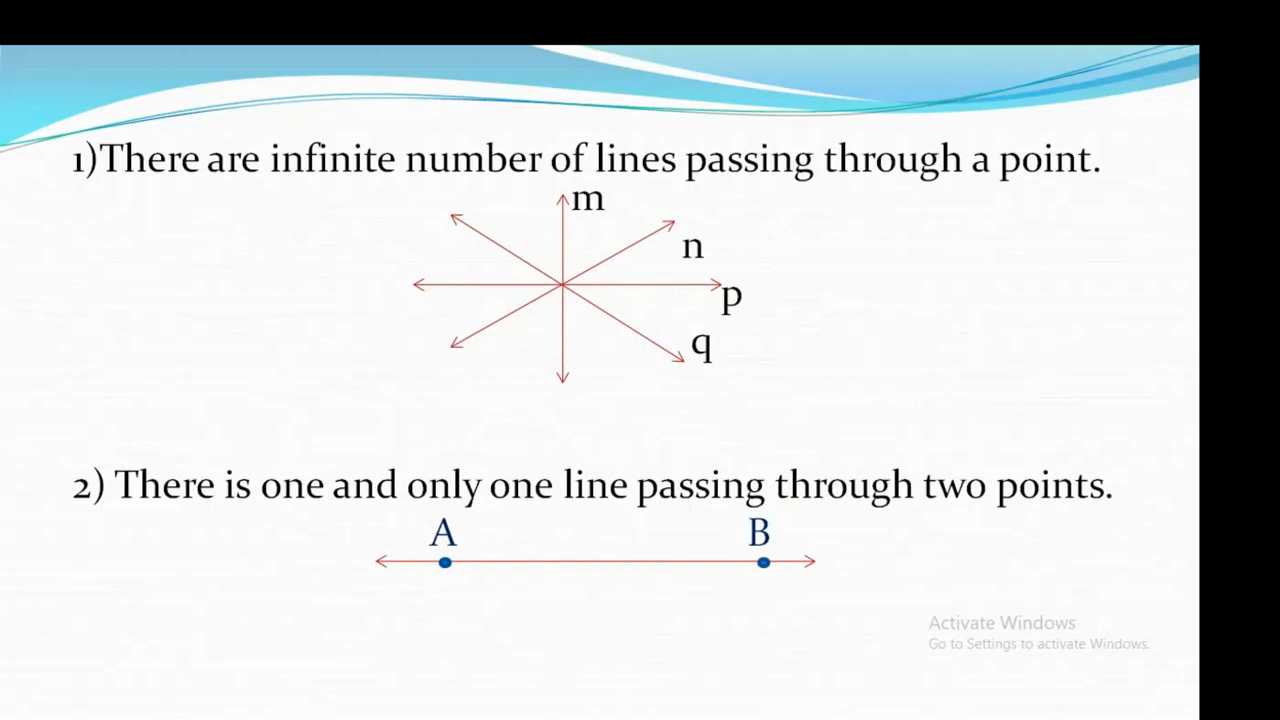 1)There are infinite number of lines passing through a point.
m
n
p
q
2) There is one and only one line passing through two points.
A B
Activate Windows
Go to Settings to activate Windows.